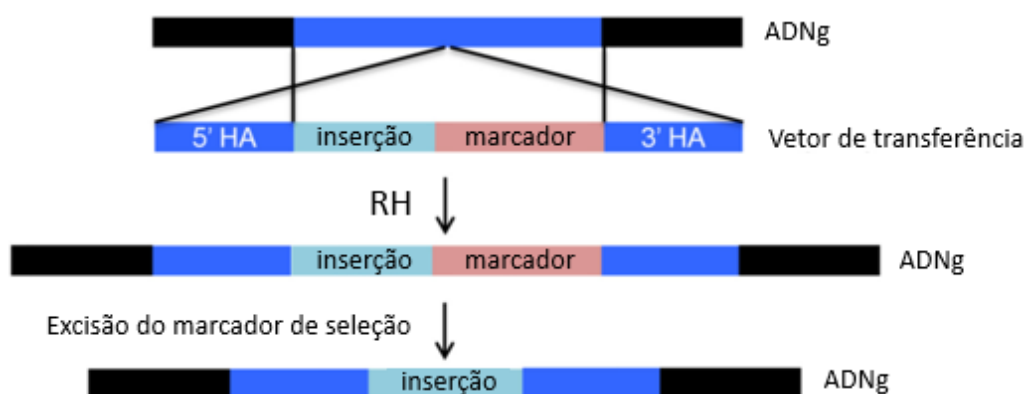 ADNg
5' HA inserção marcador 3' HA Vetor de transferência
RH
inserção marcador ADNg
Excisão do marcador de seleção
inserção ADNg